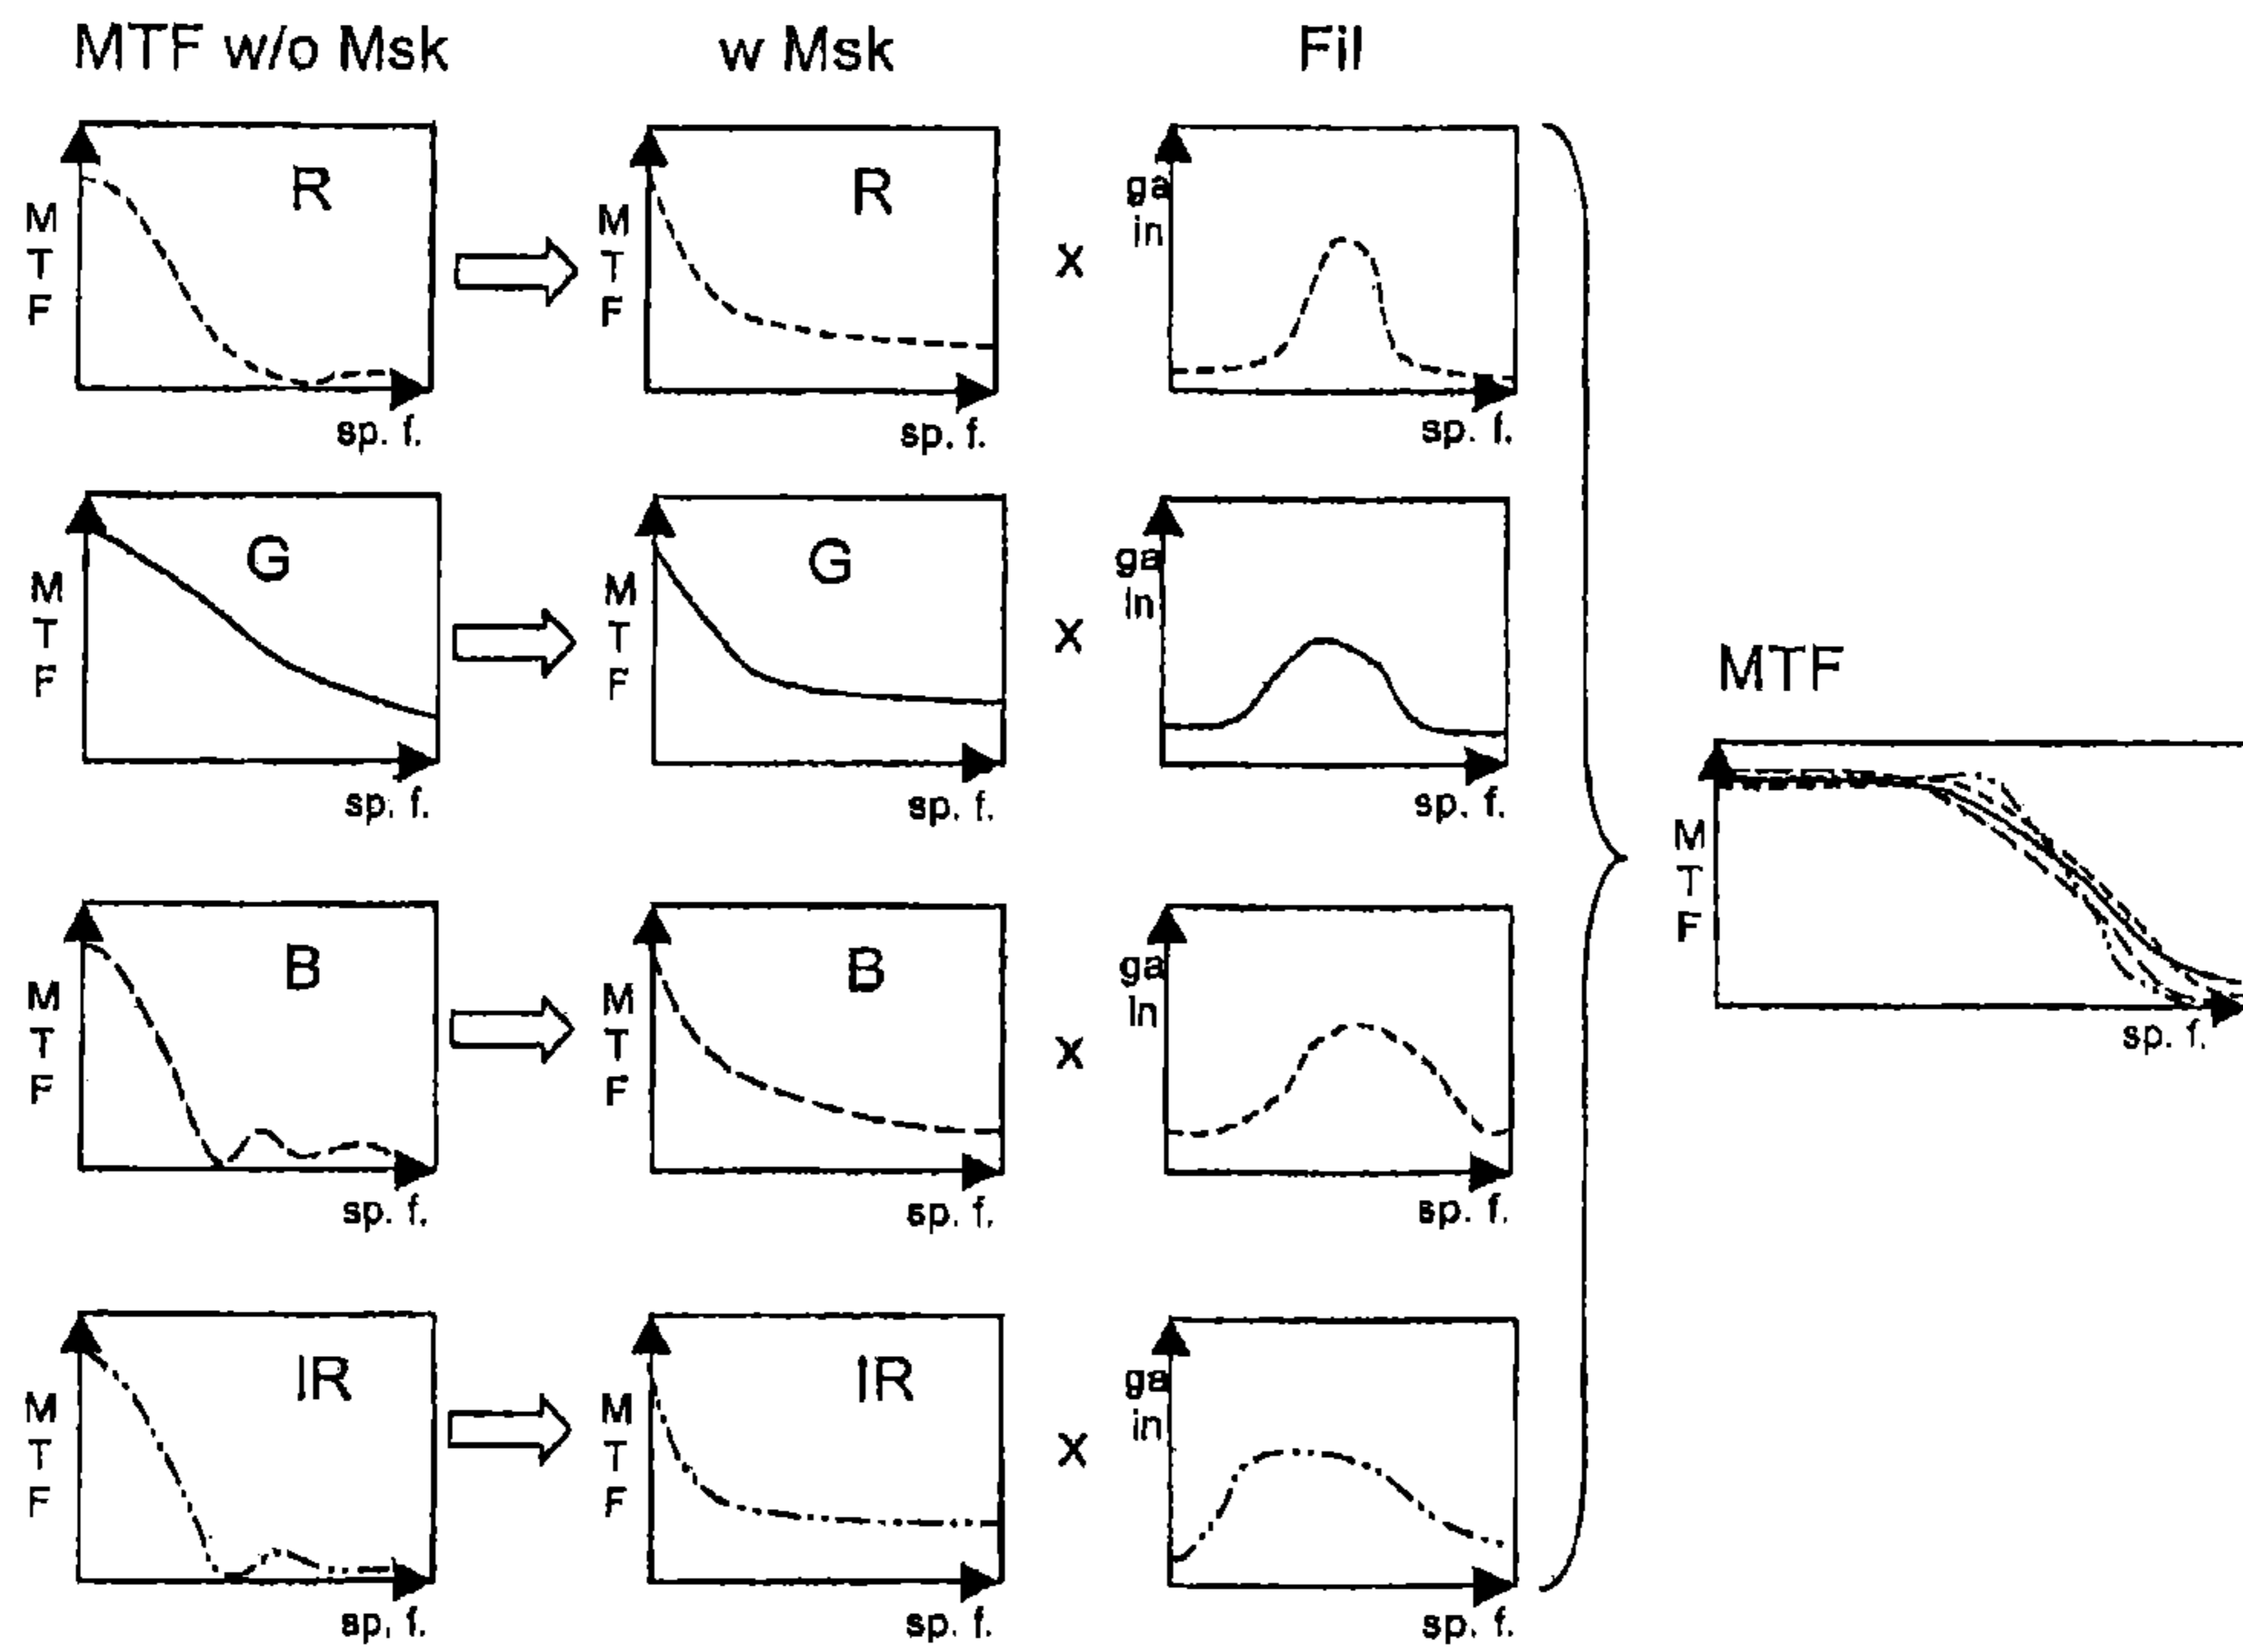 MTF w/o Msk
w Msk
Fil
R
M
T
F
sp. f.
R
M
T
F
sp. f.
x
ga
in
sp. f.
G
M
T
F
sp. f.
G
M
T
F
sp. f.
x
ga
in
sp. f.
B
M
T
F
sp. f.
B
M
T
F
sp. f.
x
ga
in
sp. f.
IR
M
T
F
sp. f.
IR
M
T
F
sp. f.
x
ga
in
sp. f.
MTF
M
T
F
sp. f.